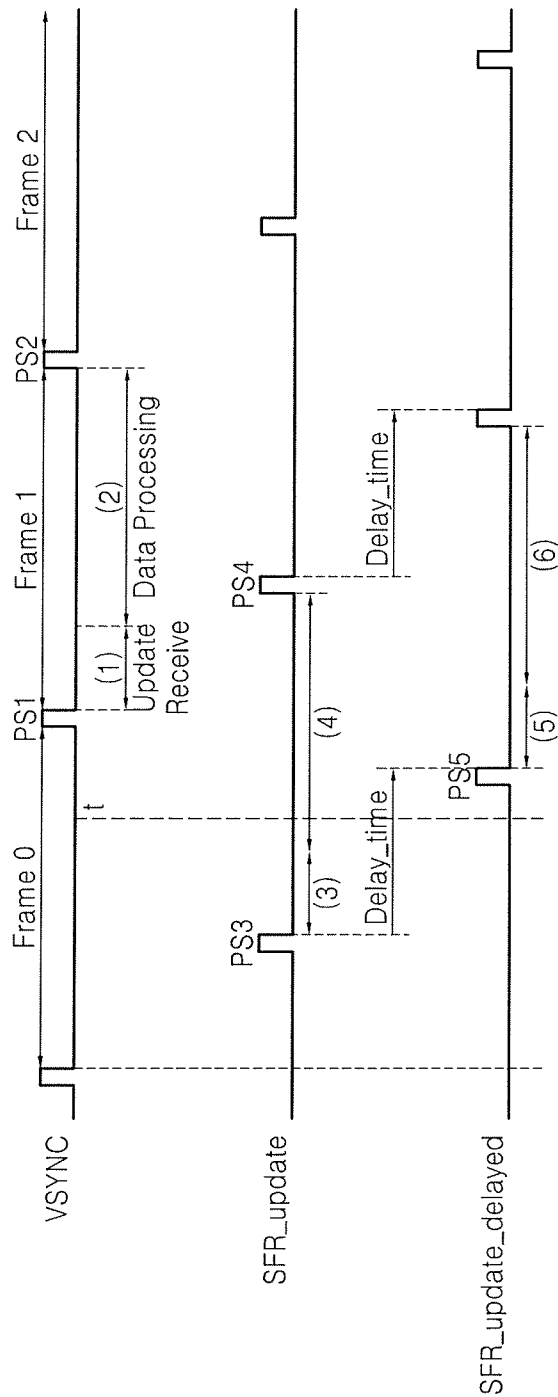 Frame 0
Frame 1
Frame 2
PS1
PS2
VSYNC
t
(1)
(2)
Update
Receive
Data Processing
PS3
PS4
SFR_update
(3)
(4)
Delay_time
Delay_time
PS5
SFR_update_delayed
(5)
(6)